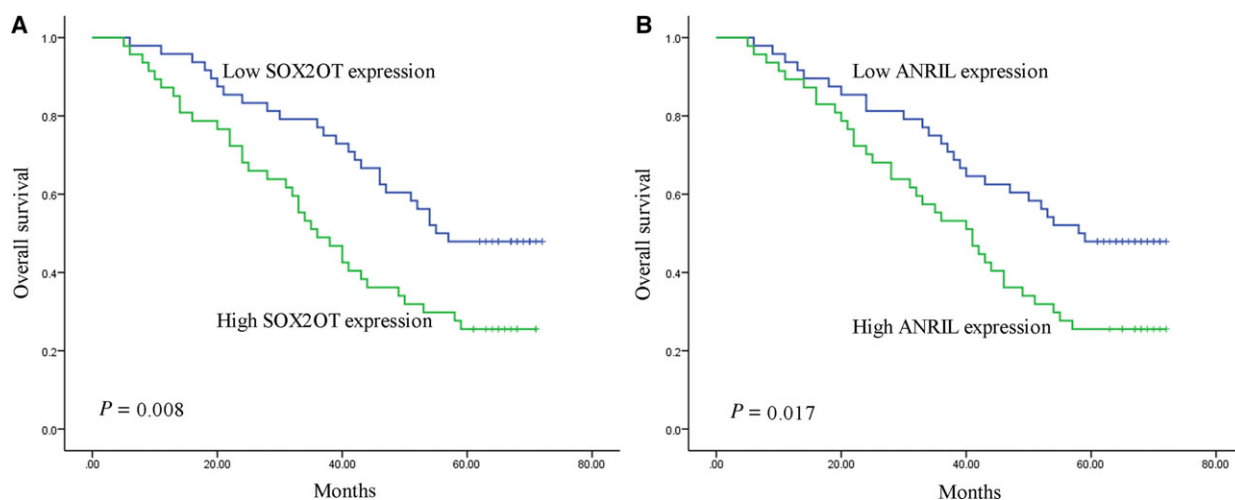 A
1.0
0.8
0.6
0.4
0.2
0.0
Overall survival
Low SOX2OT expression
High SOX2OT expression
P = 0.008
.00 20.00 40.00 60.00 80.00
Months
B
1.0
0.8
0.6
0.4
0.2
0.0
Overall survival
Low ANRIL expression
High ANRIL expression
P = 0.017
.00 20.00 40.00 60.00 80.00
Months